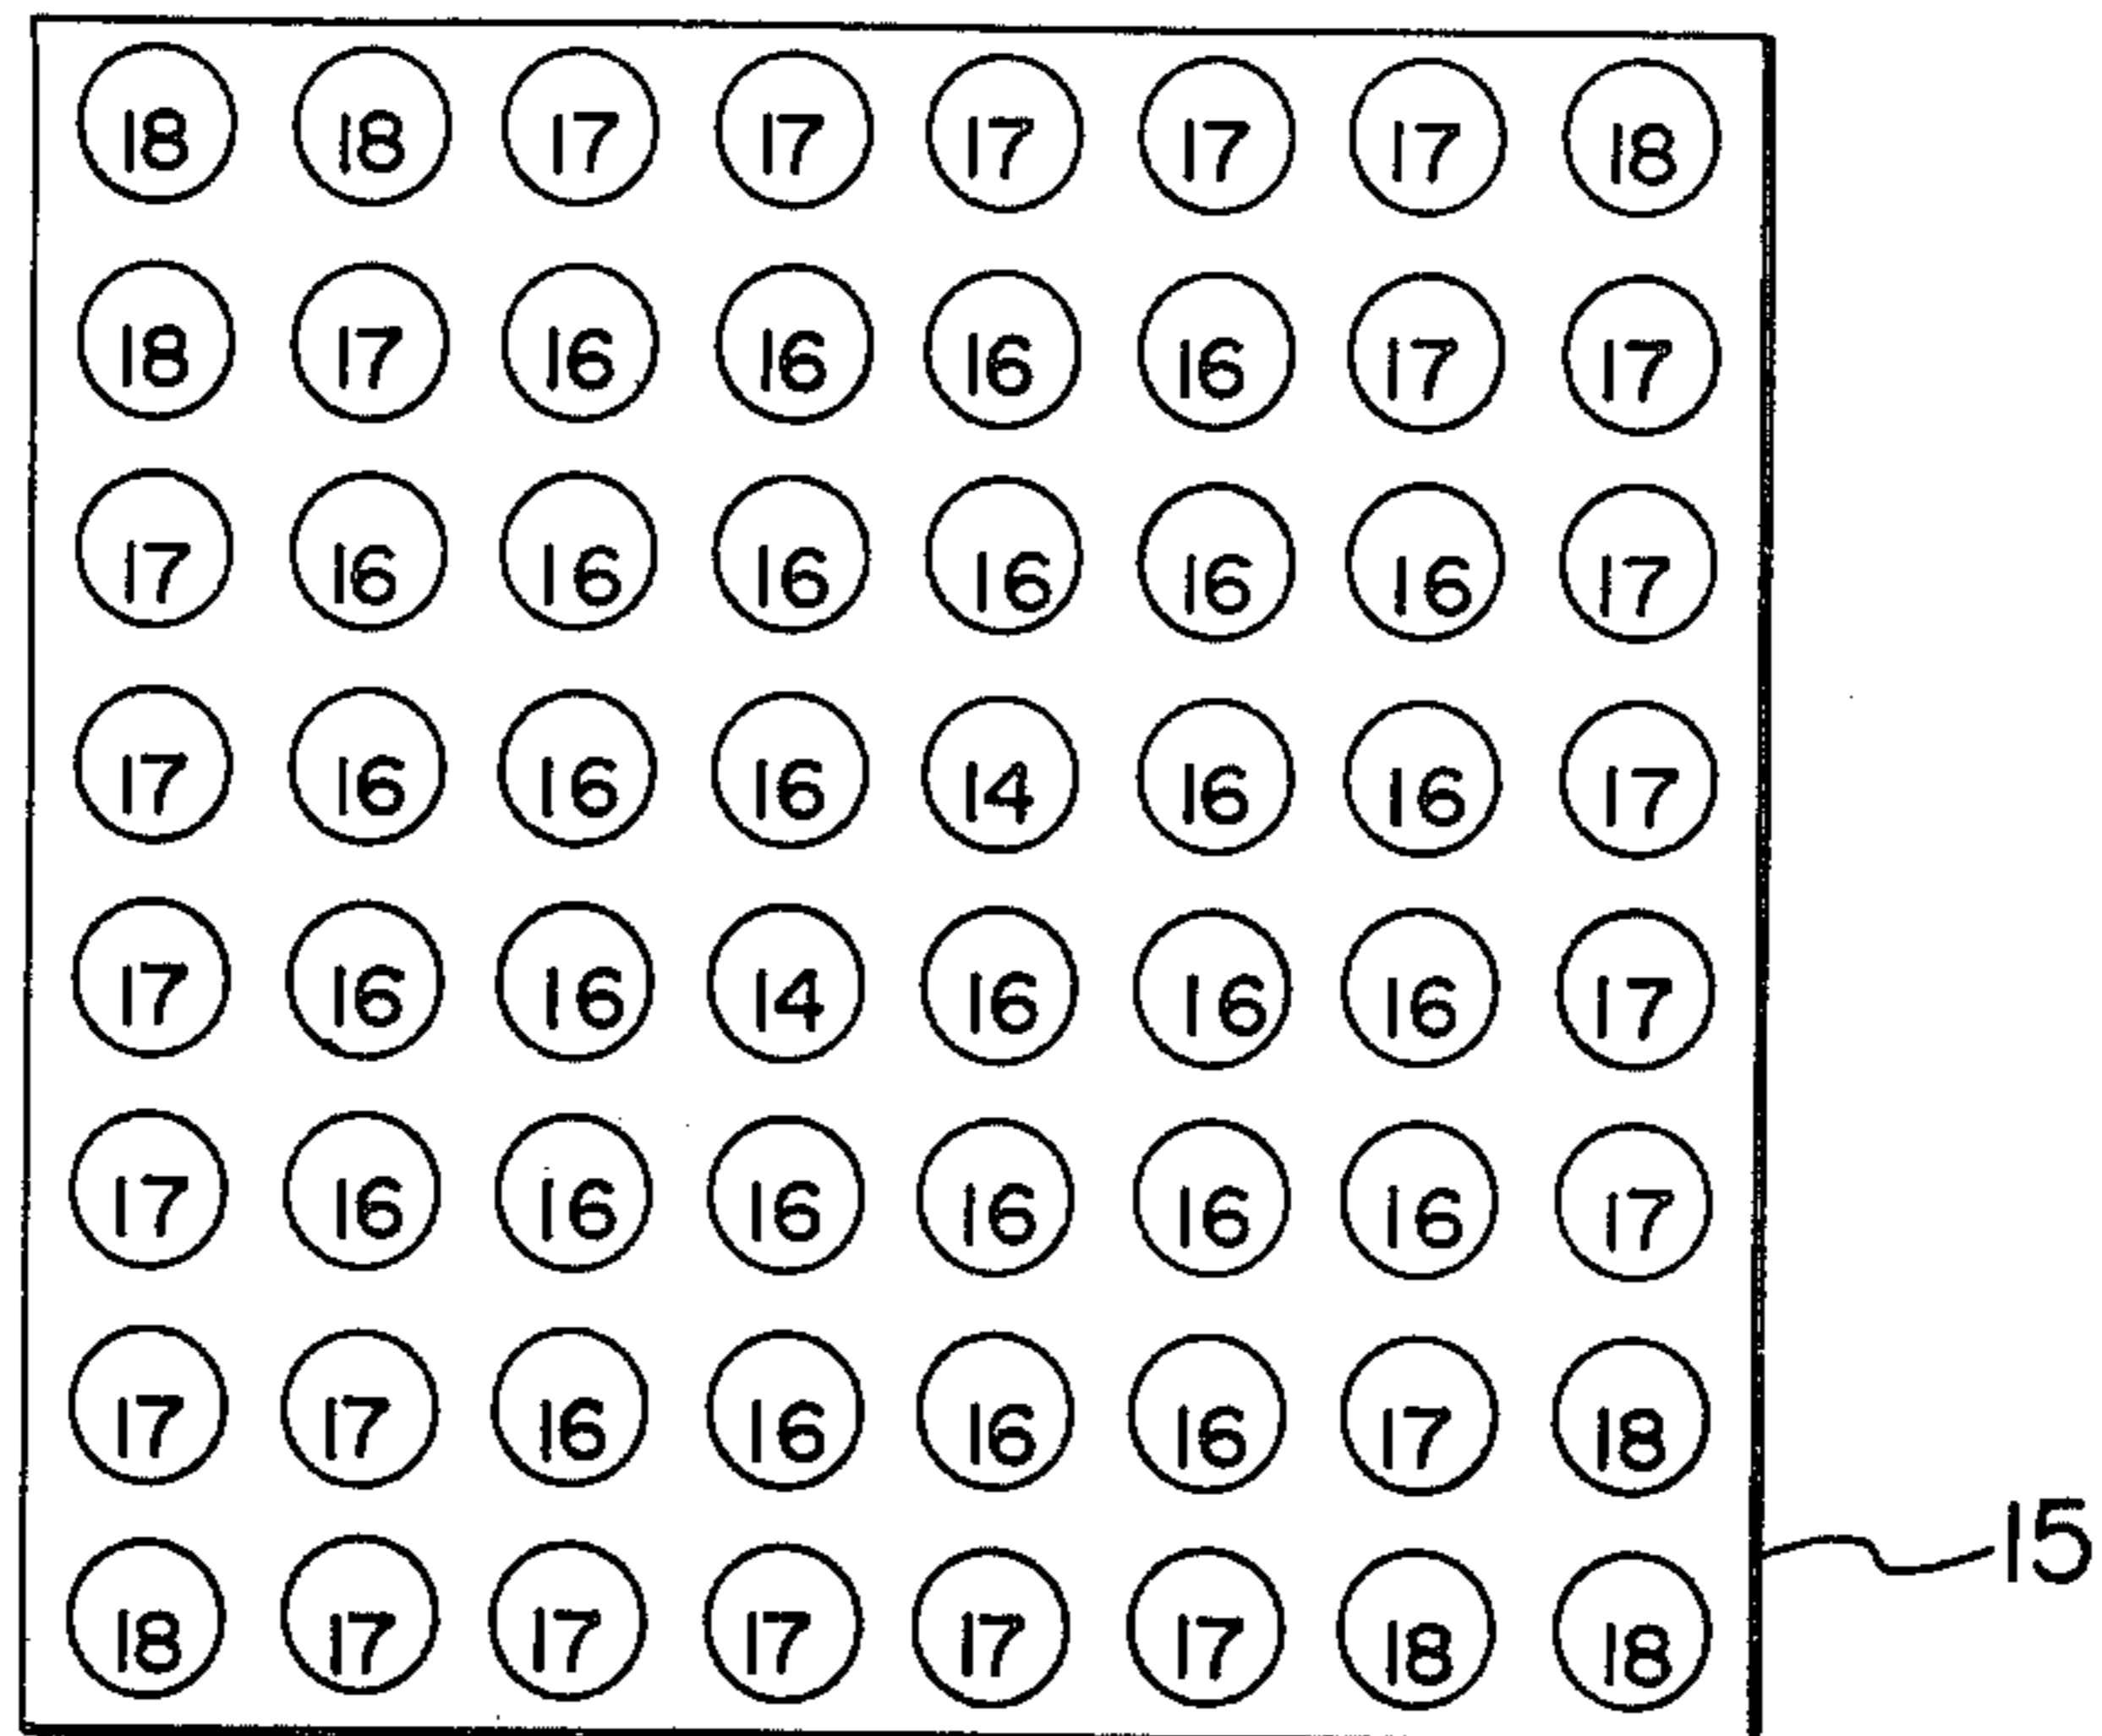 18 18 17 17 17 17 17 18
18 17 16 16 16 16 17 17
17 16 16 16 16 16 16 17
17 16 16 16 14 16 16 17
17 16 16 14 16 16 16 17
17 16 16 16 16 16 16 17
17 17 16 16 16 16 17 18
15
18 17 17 17 17 17 18 18